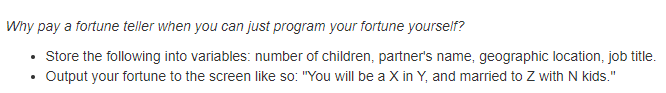 Why pay a fortune teller when you can just program your fortune yourself?
• Store the following into variables: number of children, partner's name, geographic location, job title.
• Output your fortune to the screen like so: "You will be a X in Y, and married to Z with N kids."